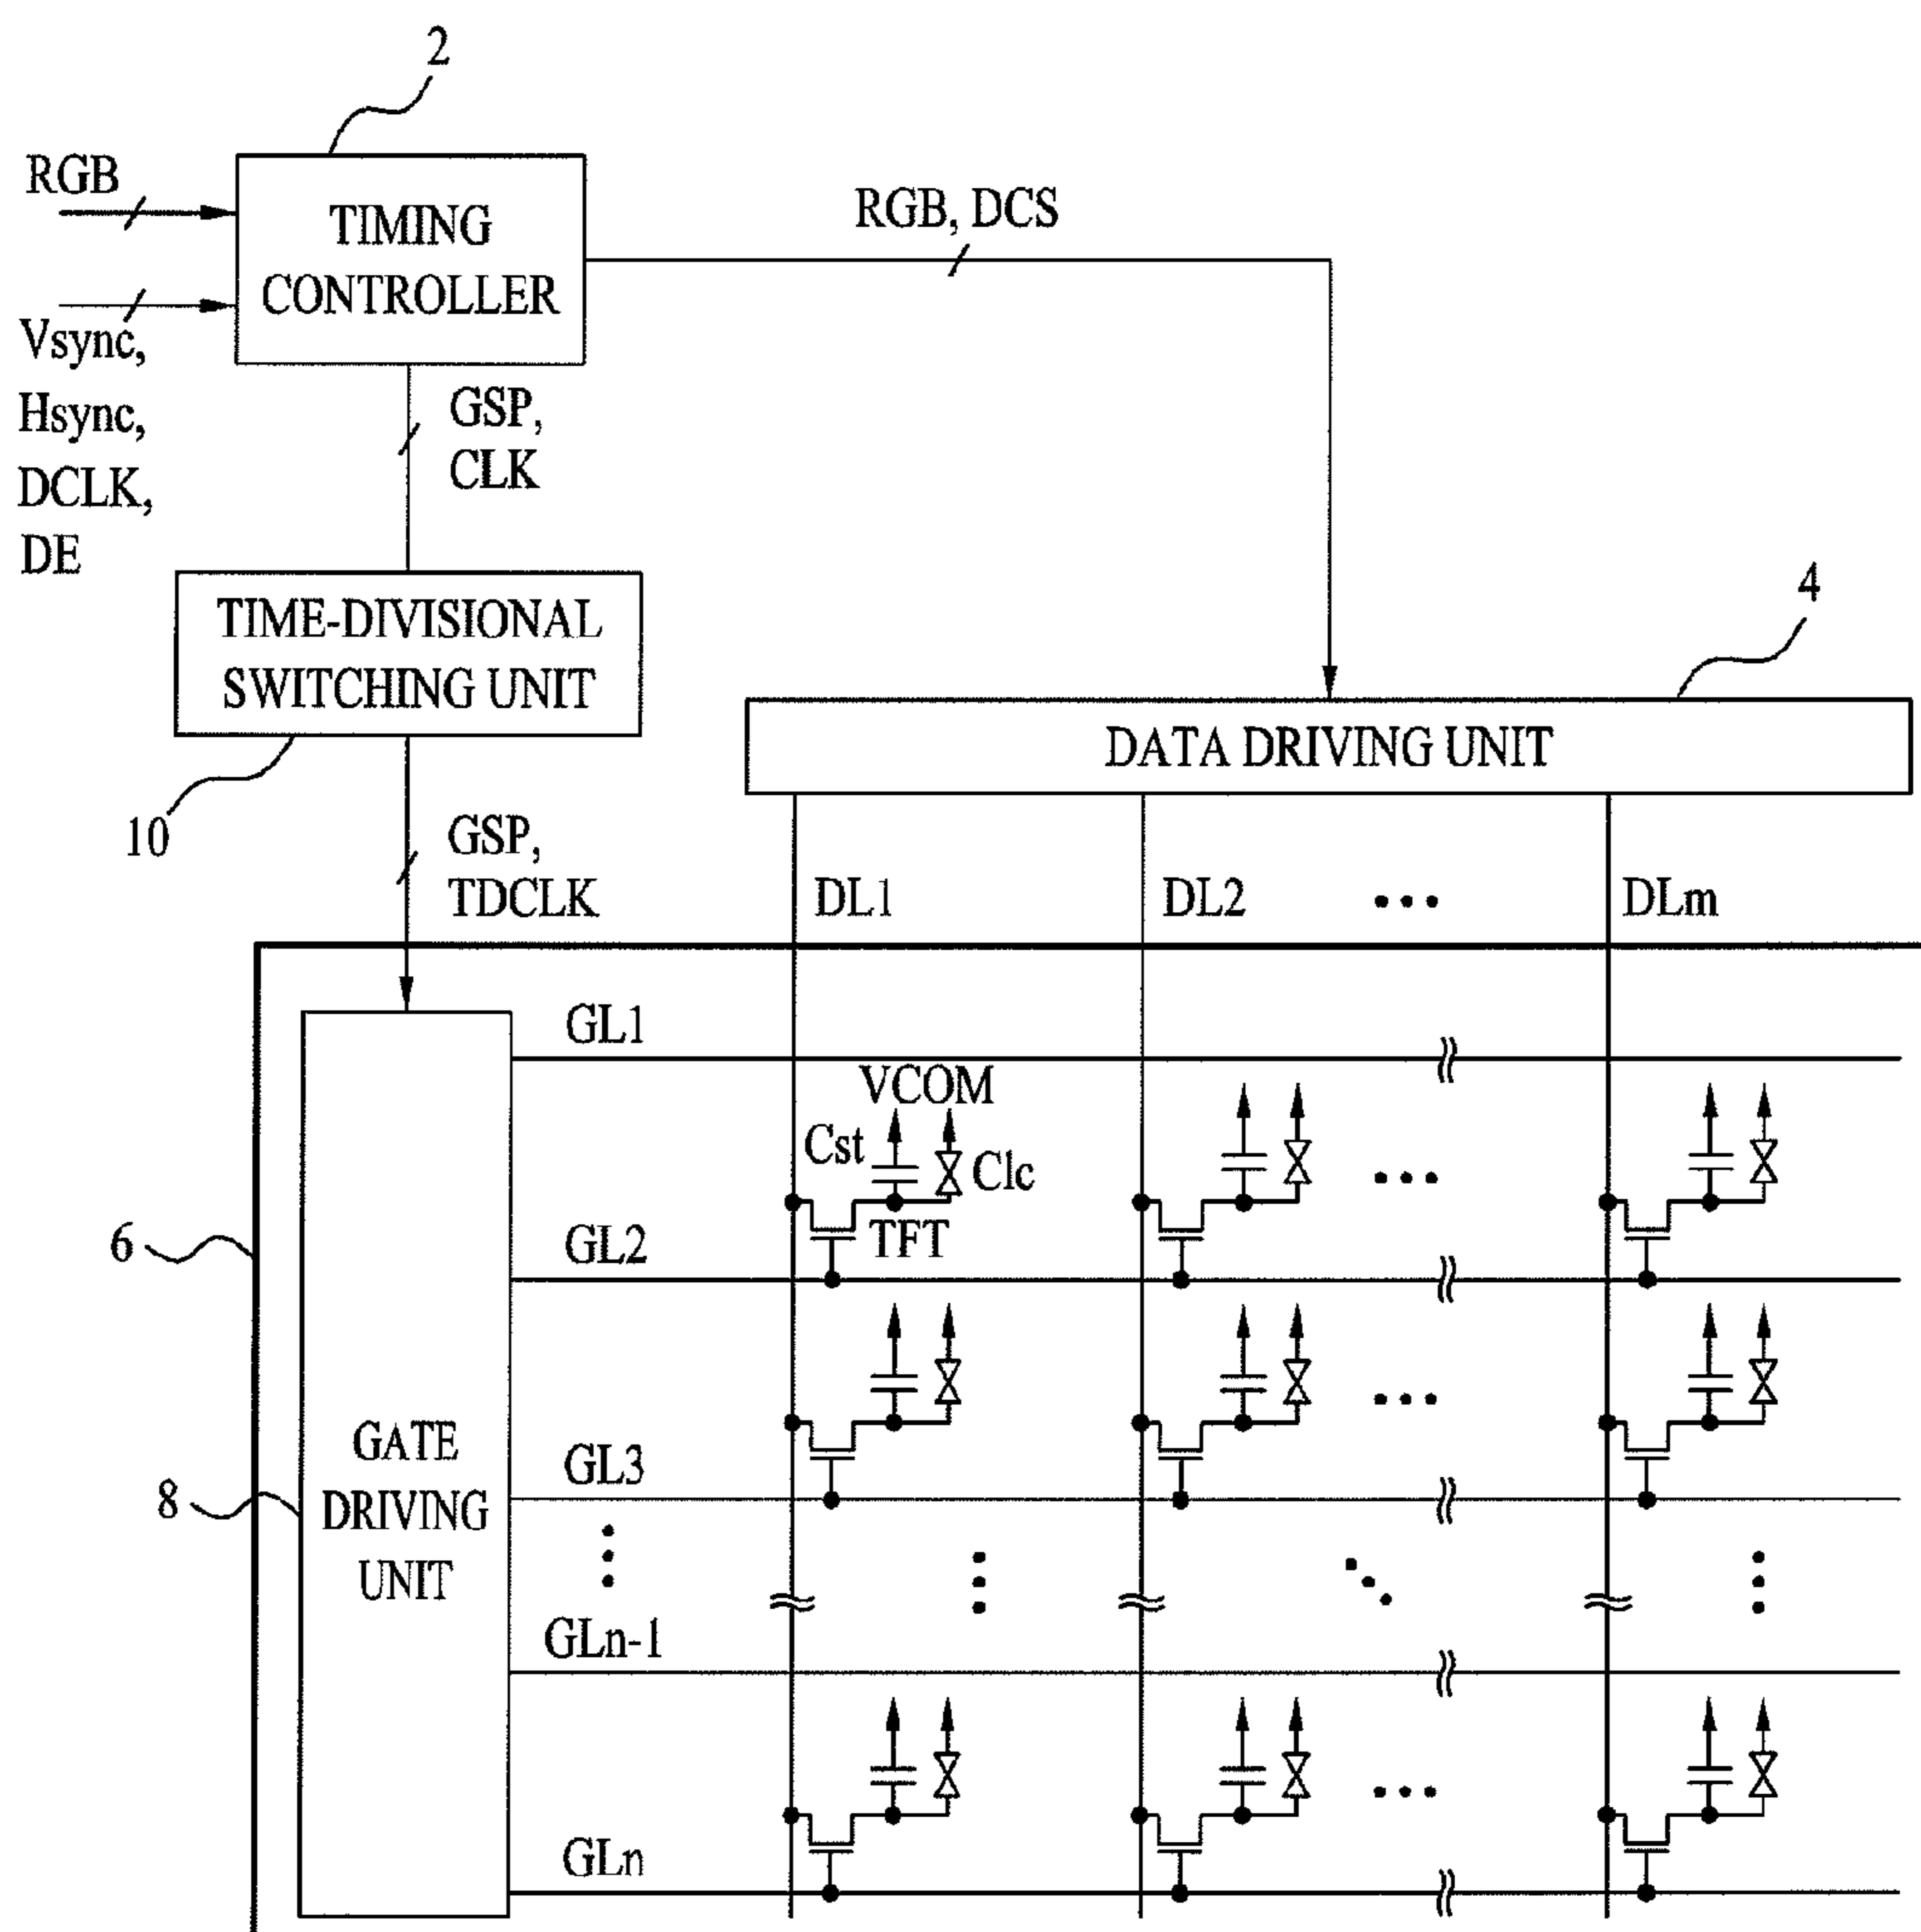 2
RGB
TIMING
CONTROLLER
RGB, DCS
Vsync,
Hsync,
DCLK,
DE
GSP,
CLK
TIME-DIVISIONAL
SWITCHING UNIT
4
DATA DRIVING UNIT
10
GSP,
TDCLK
DL1
DL2
DLm
GL1
VCOM
Cst
Clc
TFT
6
GL2
GL3
8
GATE
DRIVING
UNIT
GLn-1
GLn